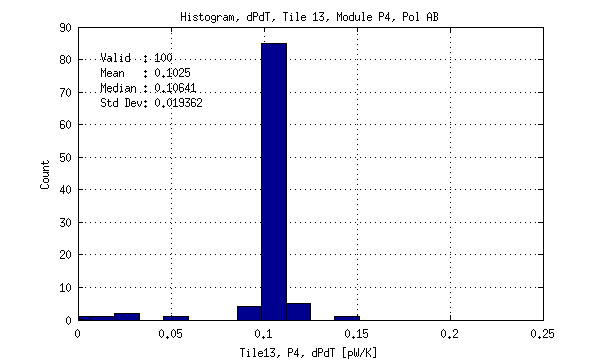 Histogram, dPdT, Tile 13, Module P4, Pol AB
90
80
70
60
50
40
30
20
10
0
Valid : 100
Mean : 0.1025
Median : 0.10641
Std Dev: 0.019362
Count
0 0.05 0.1 0.15 0.2 0.25
Tile13, P4, dPdT [pW/K]